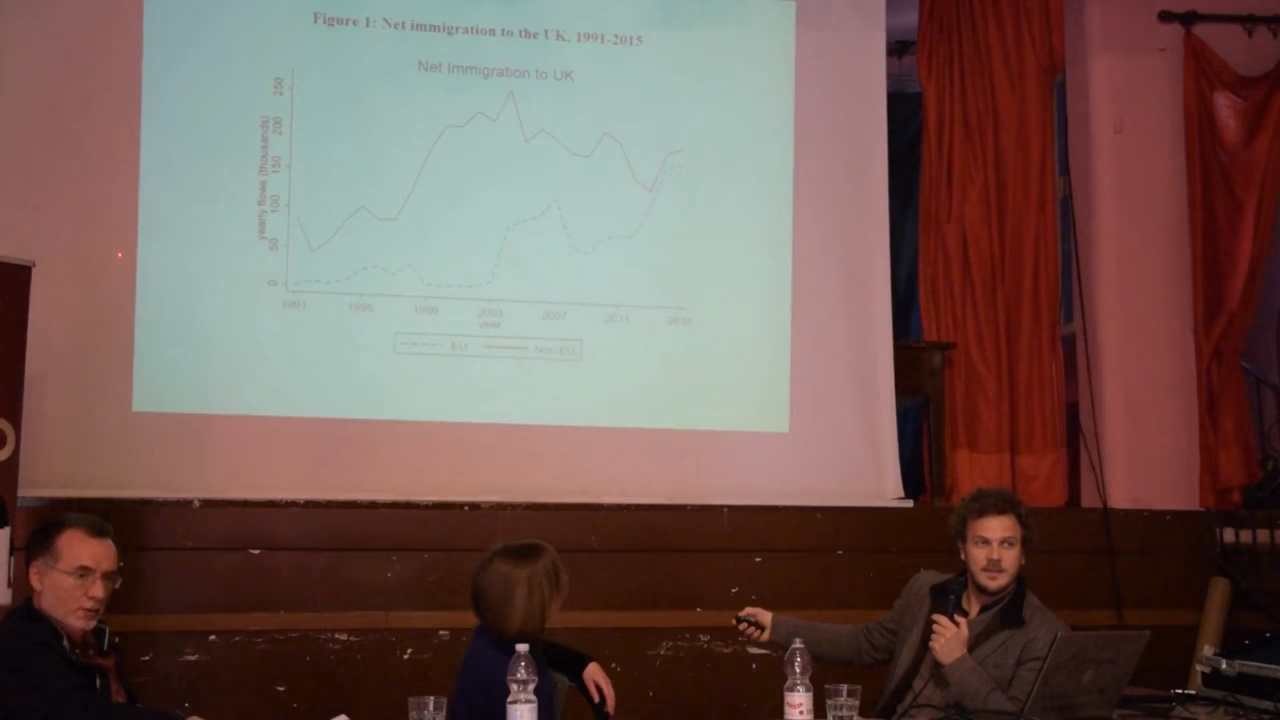 Figure 1: Net immigration to the UK. 1991-2015
Net Immigration to UK
yearly flows (thousands)
250
200
150
100
50
0
1991 1995 1999 2003 2007 2011 2015
year
EU Non-EU